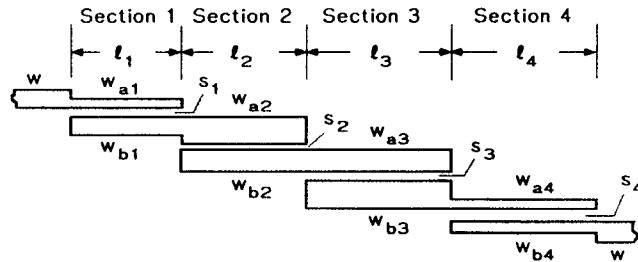 Section 1 Section 2 Section 3 Section 4
ℓ1 ℓ2 ℓ3 ℓ4
w wa1 s1 wa2
wb1 s2 wa3
wb2 s3 wa4
wb3 s4
wb4 w